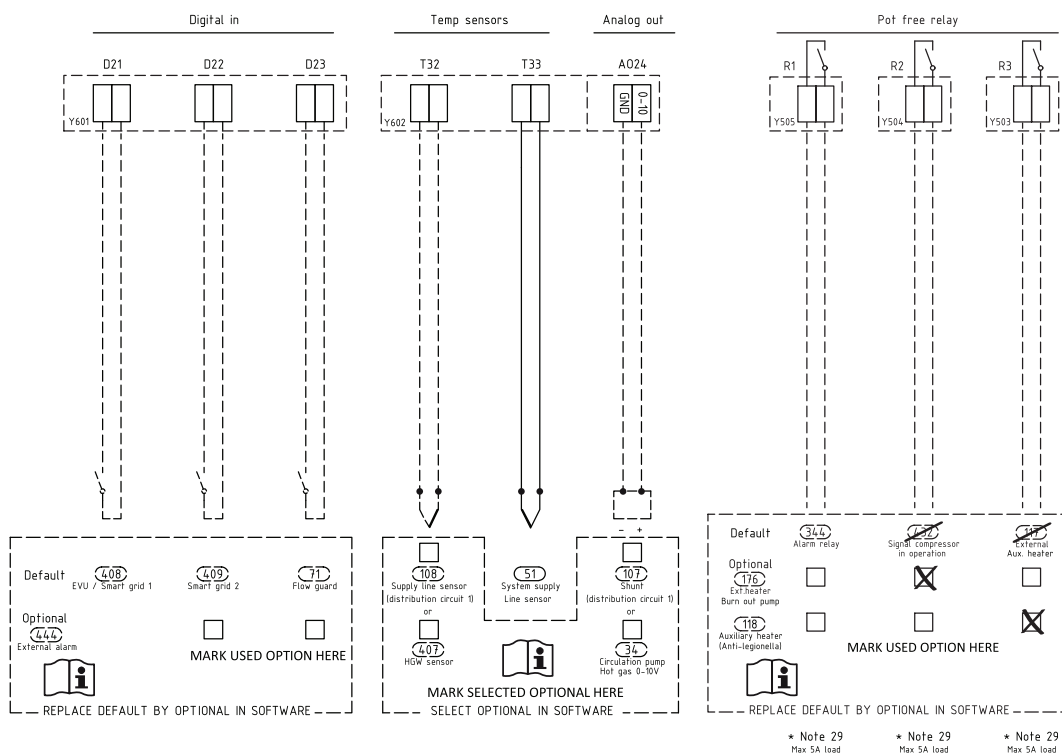 Digital in
Temp sensors
Analog out
Pot free relay
D21
D22
D23
T32
T33
AO24
R1
R2
R3
GND
0-10
Y601
Y602
Y505
Y504
Y503
Default
408
EVU / Smart grid 1
409
Smart grid 2
71
Flow guard
Optional
444
External alarm
MARK USED OPTION HERE
i
REPLACE DEFAULT BY OPTIONAL IN SOFTWARE
108
Supply line sensor
(distribution circuit 1)
or
407
HGW sensor
51
System supply
Line sensor
- +
107
Shunt
(distribution circuit 1)
or
34
Circulation pump
Hot gas 0-10V
i
MARK SELECTED OPTIONAL HERE
SELECT OPTIONAL IN SOFTWARE
Default
344
Alarm relay
432
Signal compressor
in operation
117
External
Aux. heater
Optional
176
Ext.heater
Burn out pump
118
Auxiliary heater
(Anti-legionella)
MARK USED OPTION HERE
i
REPLACE DEFAULT BY OPTIONAL IN SOFTWARE
* Note 29
Max 5A load
* Note 29
Max 5A load
* Note 29
Max 5A load